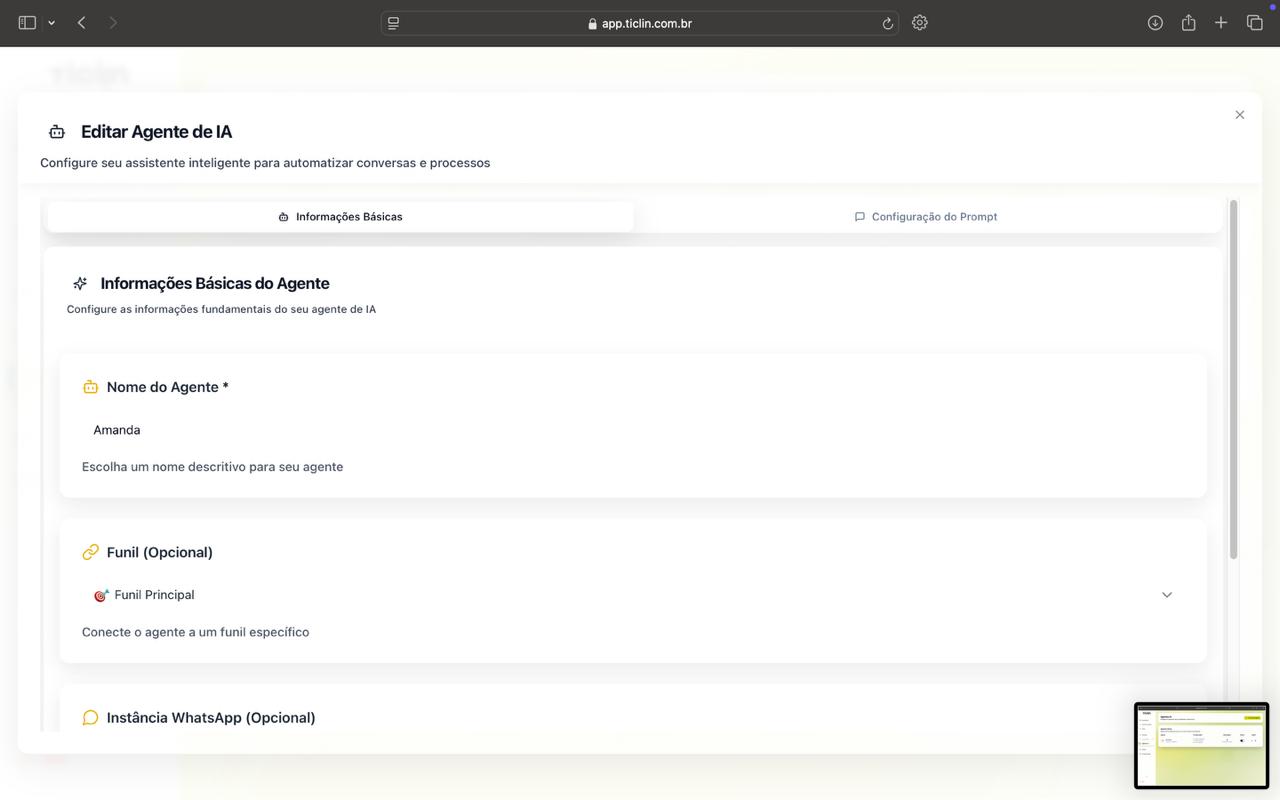 app.ticlin.com.br
Ticlin
Editar Agente de IA
Configure seu assistente inteligente para automatizar conversas e processos
Informações Básicas
Configuração do Prompt
Informações Básicas do Agente
Configure as informações fundamentais do seu agente de IA
Nome do Agente *
Amanda
Escolha um nome descritivo para seu agente
Funil (Opcional)
Funil Principal
Conecte o agente a um funil específico
Instância WhatsApp (Opcional)